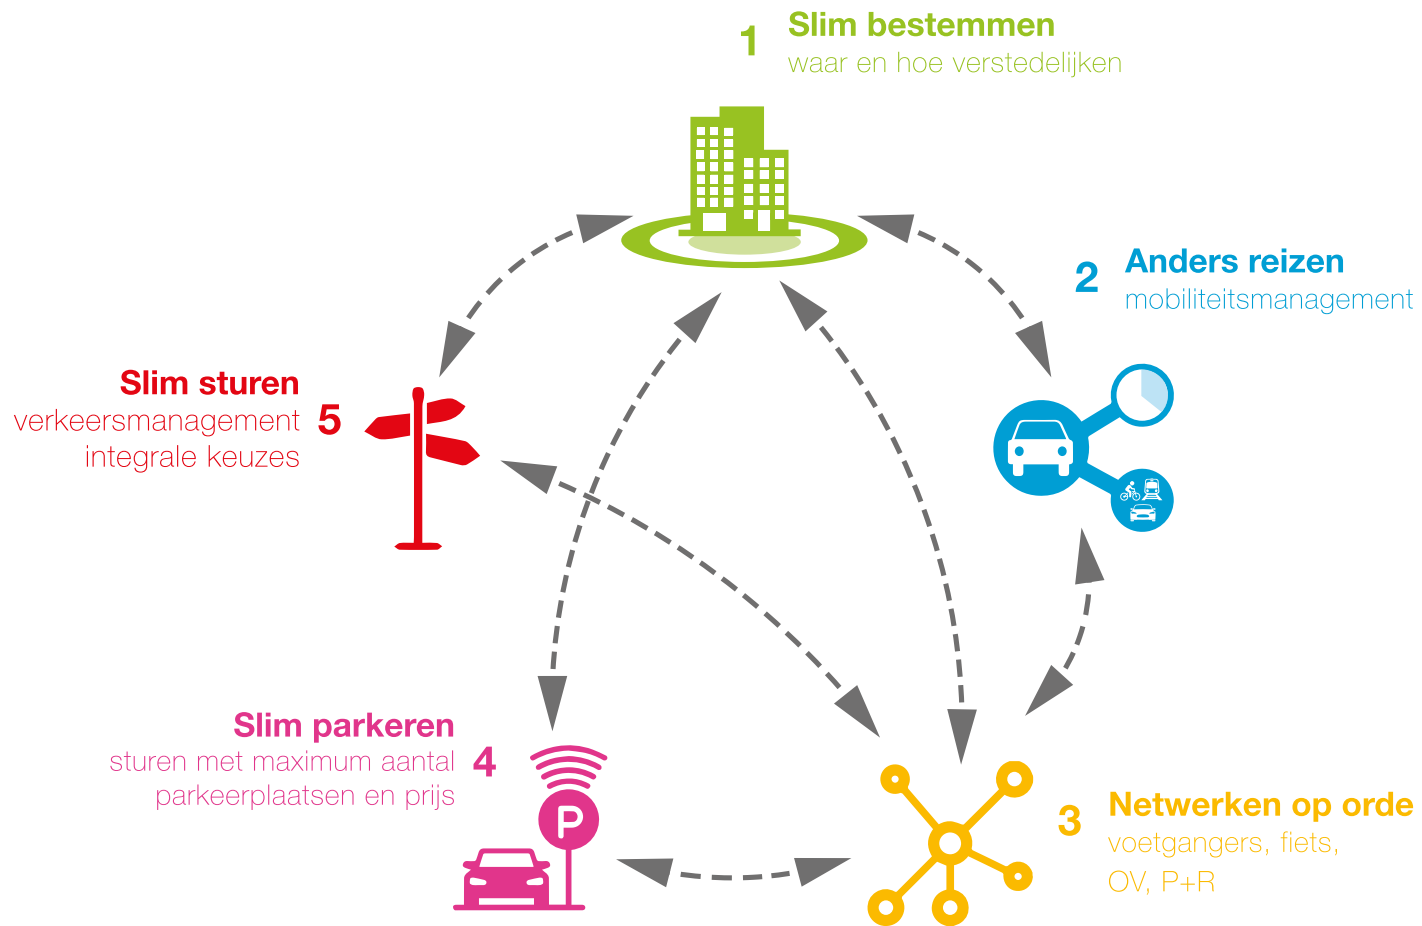 1 Slim bestemmen
waar en hoe verstedelijken
2 Anders reizen
mobiliteitsmanagement
Slim sturen
verkeersmanagement 5
integrale keuzes
Slim parkeren
sturen met maximum aantal 4
parkeerplaatsen en prijs
P
3 Netwerken op orde
voetgangers, fiets,
OV, P+R